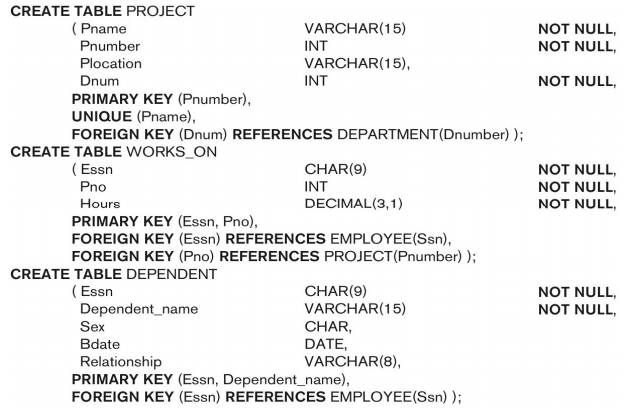 CREATE TABLE PROJECT
( Pname VARCHAR(15) NOT NULL,
Pnumber INT NOT NULL,
Plocation VARCHAR(15),
Dnum INT NOT NULL,
PRIMARY KEY (Pnumber),
UNIQUE (Pname),
FOREIGN KEY (Dnum) REFERENCES DEPARTMENT(Dnumber) );
CREATE TABLE WORKS_ON
( Essn CHAR(9) NOT NULL,
Pno INT NOT NULL,
Hours DECIMAL(3,1) NOT NULL,
PRIMARY KEY (Essn, Pno),
FOREIGN KEY (Essn) REFERENCES EMPLOYEE(Ssn),
FOREIGN KEY (Pno) REFERENCES PROJECT(Pnumber) );
CREATE TABLE DEPENDENT
( Essn CHAR(9) NOT NULL,
Dependent_name VARCHAR(15) NOT NULL,
Sex CHAR,
Bdate DATE,
Relationship VARCHAR(8),
PRIMARY KEY (Essn, Dependent_name),
FOREIGN KEY (Essn) REFERENCES EMPLOYEE(Ssn) );